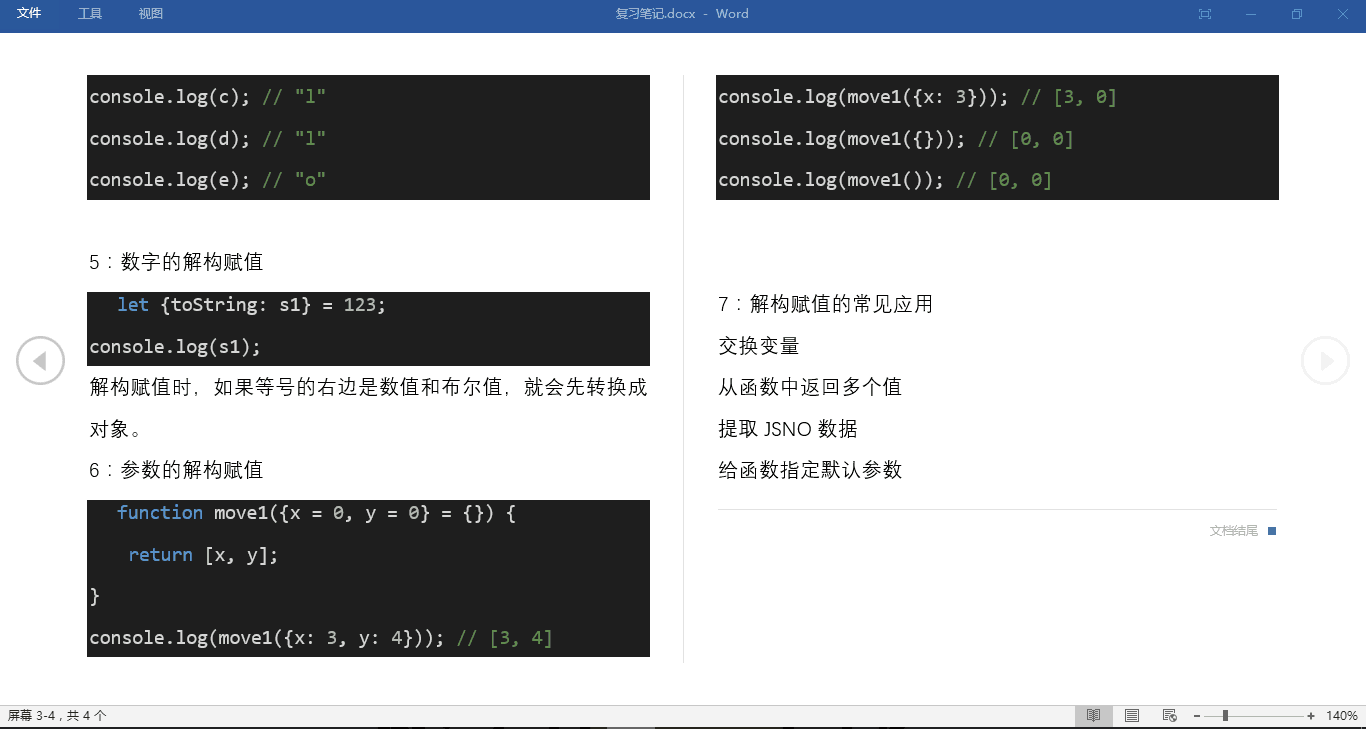 文件 工具 视图 复习笔记.docx - Word
console.log(c); // "l"
console.log(d); // "l"
console.log(e); // "o"
5：数字的解构赋值
let {toString: s1} = 123;
console.log(s1);
解构赋值时，如果等号的右边是数值和布尔值，就会先转换成
对象。
6：参数的解构赋值
function move1({x = 0, y = 0} = {}) {
return [x, y];
}
console.log(move1({x: 3, y: 4})); // [3, 4]
console.log(move1({x: 3})); // [3, 0]
console.log(move1({})); // [0, 0]
console.log(move1()); // [0, 0]
7：解构赋值的常见应用
交换变量
从函数中返回多个值
提取 JSNO 数据
给函数指定默认参数
文档结尾
屏幕 3-4，共 4 个 140%